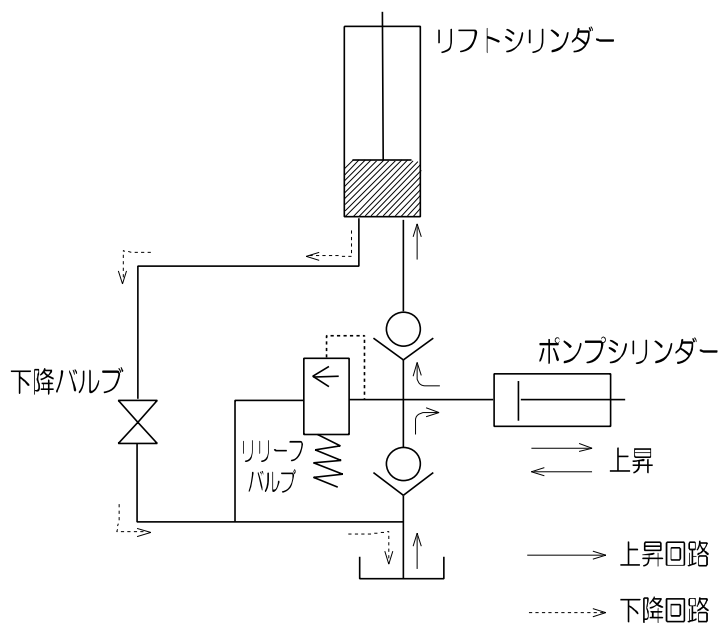 リフトシリンダー
ポンプシリンダー
下降バルブ
リリーフ
バルブ
上昇
上昇回路
下降回路